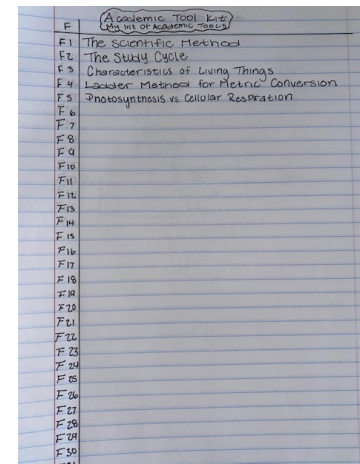 Academic Tool Kit
F My list of Academic Tools
F1 The Scientific Method
F2 The Study Cycle
F3 Characteristics of Living Things
F4 Ladder Method for Metric Conversion
F5 Photosynthesis vs. Cellular Respiration
F6
F7
F8
F9
F10
F11
F12
F13
F14
F15
F16
F17
F18
F19
F20
F21
F22
F23
F24
F25
F26
F27
F28
F29
F30